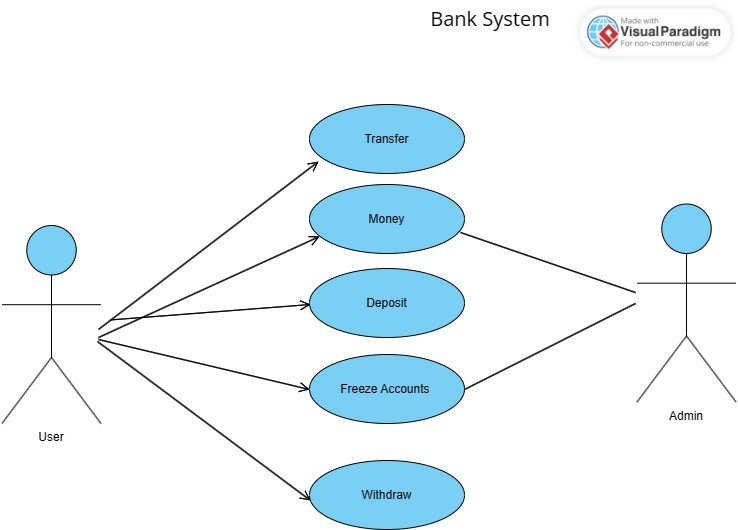 Bank System
Made with
Visual Paradigm
For non-commercial use
Transfer
Money
Deposit
Freeze Accounts
Withdraw
User
Admin